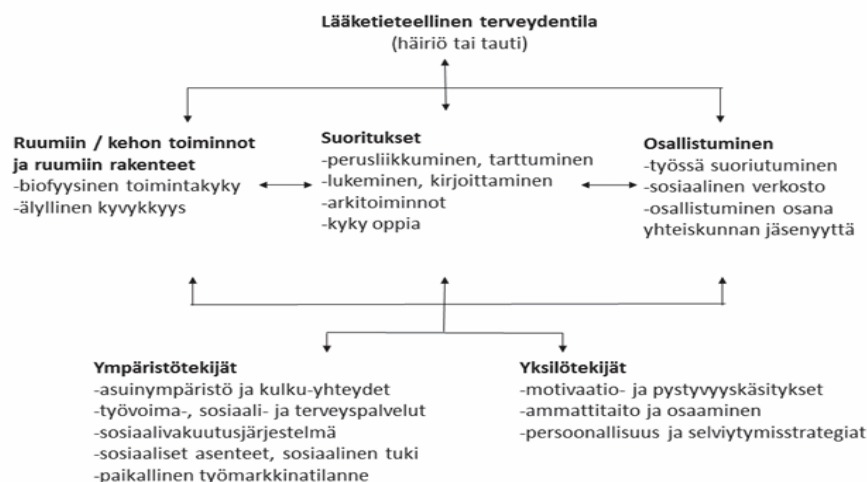 Lääketieteellinen terveydentila
(häiriö tai tauti)
Ruumiin / kehon toiminnot
ja ruumiin rakenteet
-biofyysinen toimintakyky
-älyllinen kyvykkyys
Suoritukset
-perusliikkuminen, tarttuminen
-lukeminen, kirjoittaminen
-arkitoiminnot
-kyky oppia
Osallistuminen
-työssä suoriutuminen
-sosiaalinen verkosto
-osallistuminen osana
yhteiskunnan jäsenyyttä
Ympäristötekijät
-asuinympäristö ja kulku-yhteydet
-työvoima-, sosiaali- ja terveyspalvelut
-sosiaalivakuutusjärjestelmä
-sosiaaliset asenteet, sosiaalinen tuki
-paikallinen työmarkkinatilanne
Yksilötekijät
-motivaatio- ja pystyvyyskäsitykset
-ammattitaito ja osaaminen
-persoonallisuus ja selviytymisstrategiat